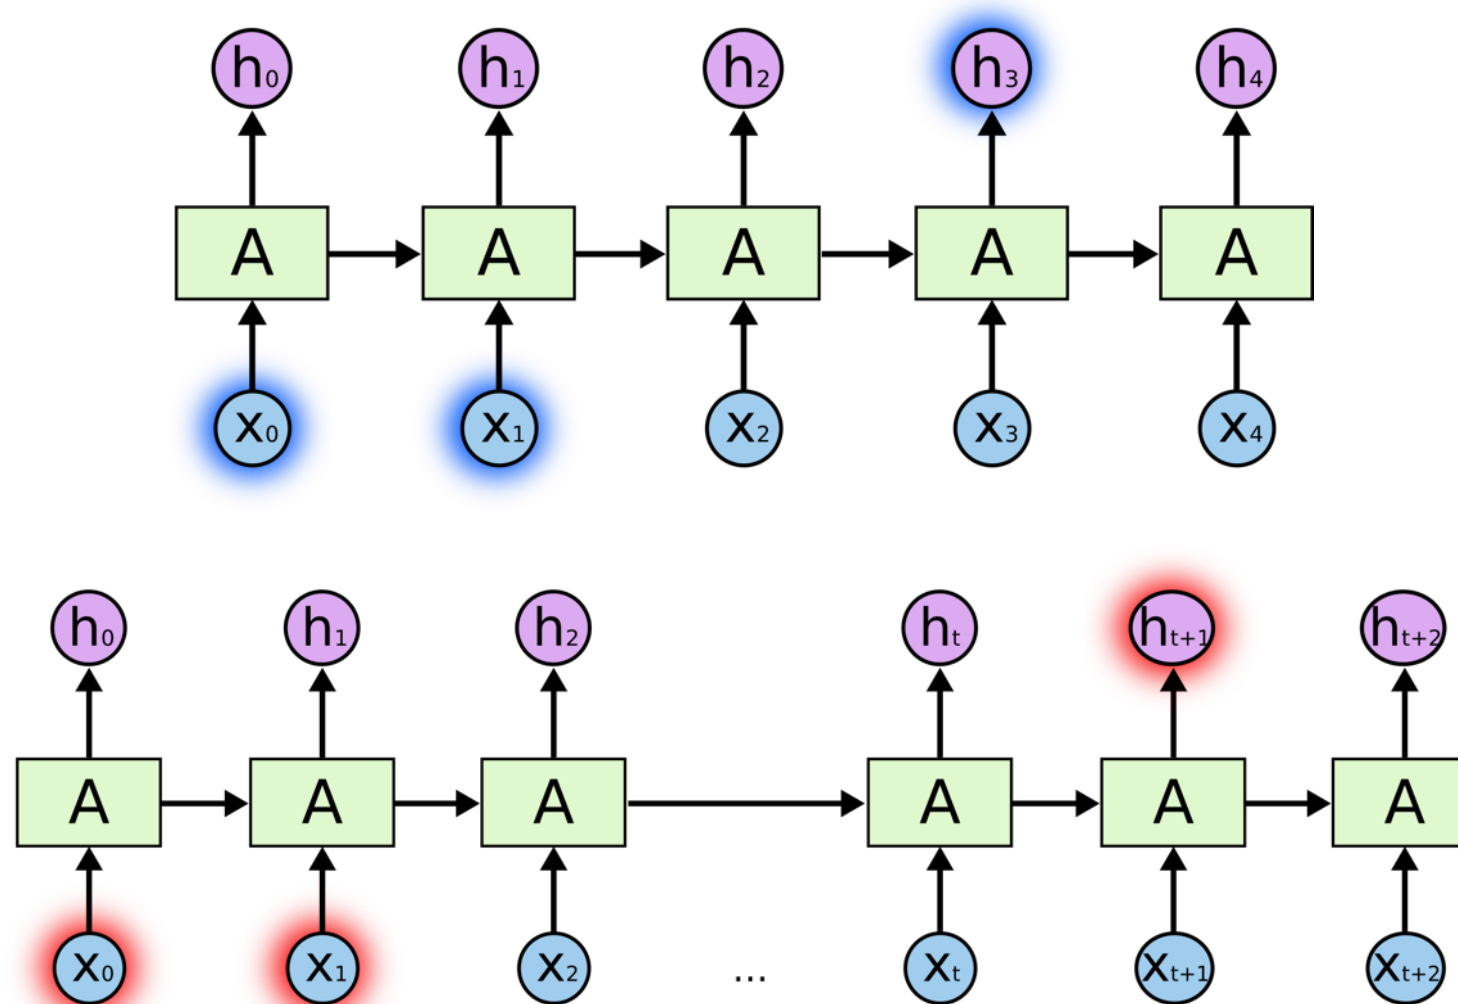 h₀ h₁ h₂ h₃ h₄
A A A A A
x₀ x₁ x₂ x₃ x₄
h₀ h₁ h₂ hₜ hₜ₊₁ hₜ₊₂
A A A A A A
x₀ x₁ x₂ ... xₜ xₜ₊₁ xₜ₊₂